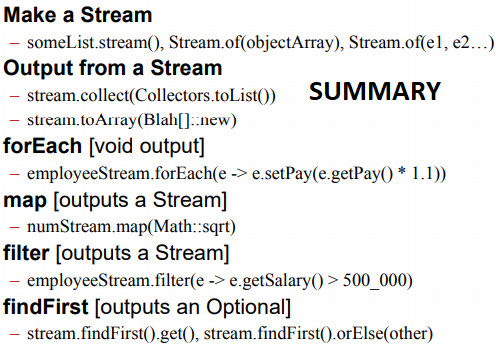 Make a Stream
– someList.stream(), Stream.of(objectArray), Stream.of(e1, e2…)
Output from a Stream
– stream.collect(Collectors.toList())
SUMMARY
– stream.toArray(Blah[]::new)
forEach [void output]
– employeeStream.forEach(e -> e.setPay(e.getPay() * 1.1))
map [outputs a Stream]
– numStream.map(Math::sqrt)
filter [outputs a Stream]
– employeeStream.filter(e -> e.getSalary() > 500_000)
findFirst [outputs an Optional]
– stream.findFirst().get(), stream.findFirst().orElse(other)